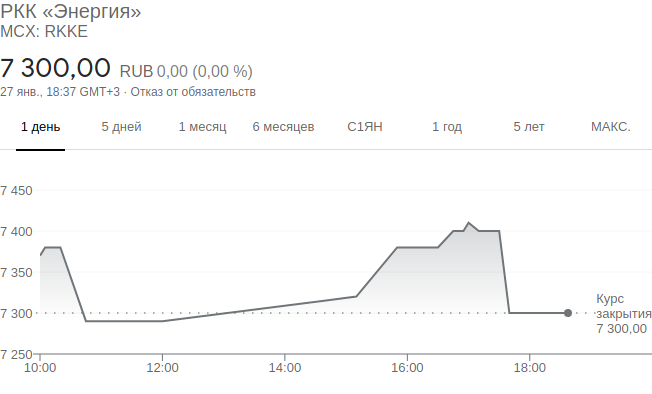 РКК «Энергия»
MCX: RKKE
7 300,00 RUB 0,00 (0,00 %)
27 янв., 18:37 GMT+3 · Отказ от обязательств
1 день 5 дней 1 месяц 6 месяцев С1ЯН 1 год 5 лет МАКС.
7 450
7 400
7 350
7 300
7 250
Курс
закрытия
7 300,00
10:00 12:00 14:00 16:00 18:00